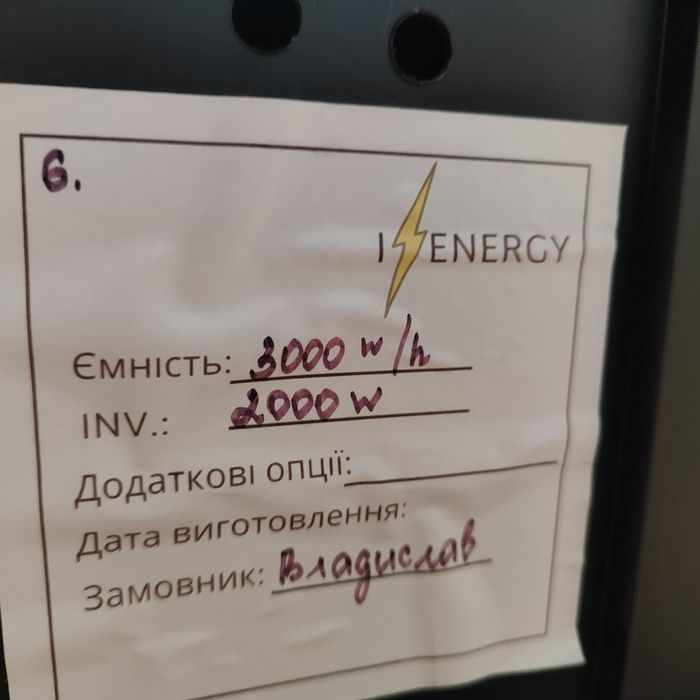 6.
I ENERGY
Ємність: 3000 w/h
INV.: 2000 w
Додаткові опції:
Дата виготовлення:
Замовник: Владислав